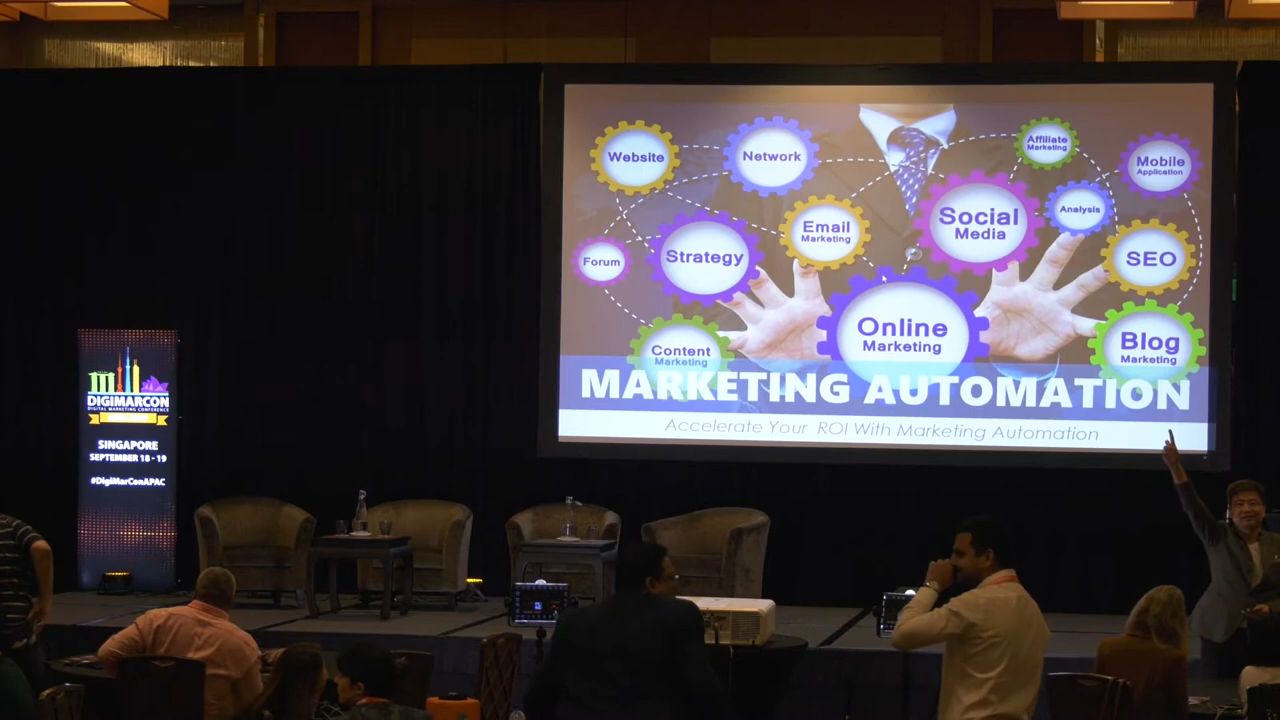 DIGIMARCON
DIGITAL MARKETING CONFERENCE
SINGAPORE
SEPTEMBER 18 - 19
#DigiMarConAPAC
Website
Network
Affiliate
Marketing
Mobile
Application
Email
Marketing
Social
Media
Analysis
Forum
Strategy
SEO
Online
Marketing
Content
Marketing
Blog
Marketing
MARKETING AUTOMATION
Accelerate Your ROI With Marketing Automation